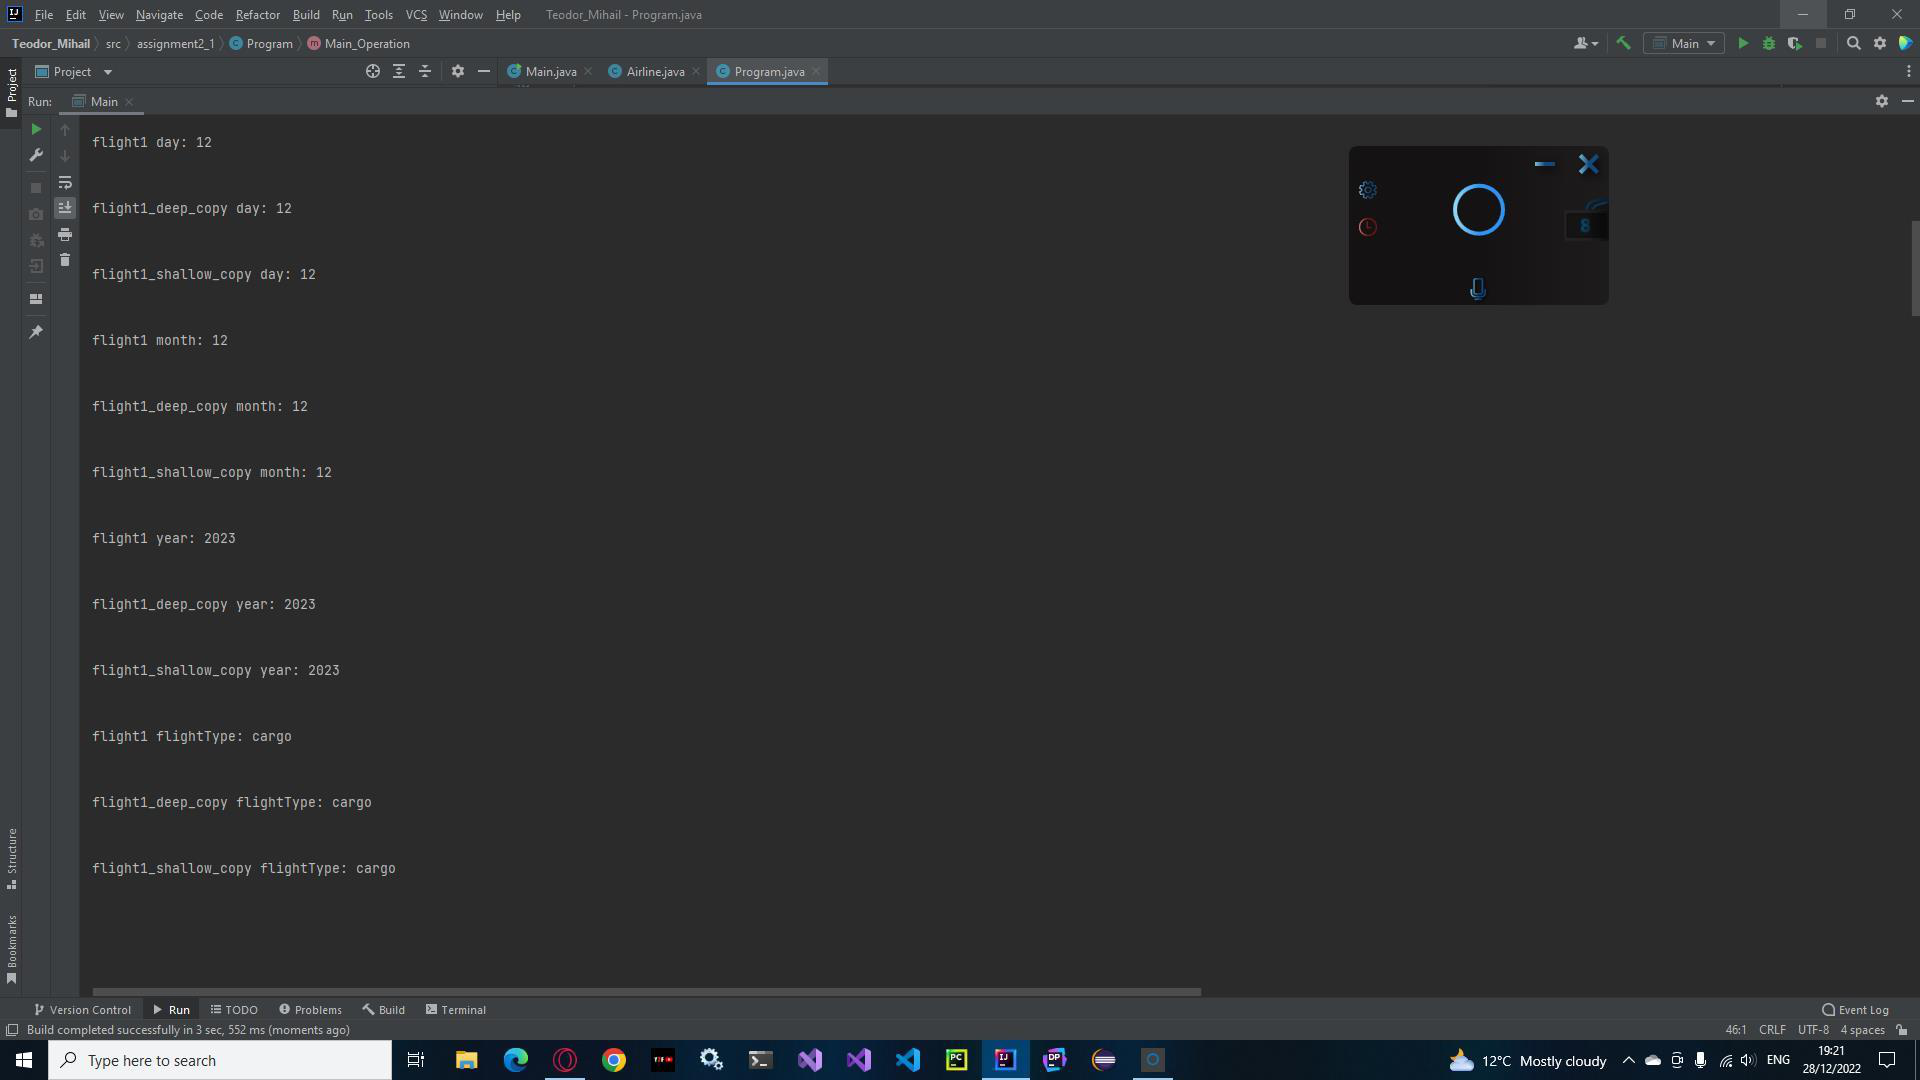 File Edit View Navigate Code Refactor Build Run Tools VCS Window Help Teodor_Mihail - Program.java
Teodor_Mihail src assignment2_1 Program Main_Operation Main
Project Project Main.java Airline.java Program.java
Run: Main
flight1 day: 12
flight1_deep_copy day: 12
flight1_shallow_copy day: 12
flight1 month: 12
flight1_deep_copy month: 12
flight1_shallow_copy month: 12
flight1 year: 2023
flight1_deep_copy year: 2023
flight1_shallow_copy year: 2023
flight1 flightType: cargo
flight1_deep_copy flightType: cargo
flight1_shallow_copy flightType: cargo
8
Structure
Bookmarks
Version Control Run TODO Problems Build Terminal Event Log
Build completed successfully in 3 sec, 552 ms (moments ago) 46:1 CRLF UTF-8 4 spaces
Type here to search 12°C Mostly cloudy ENG 19:21
28/12/2022